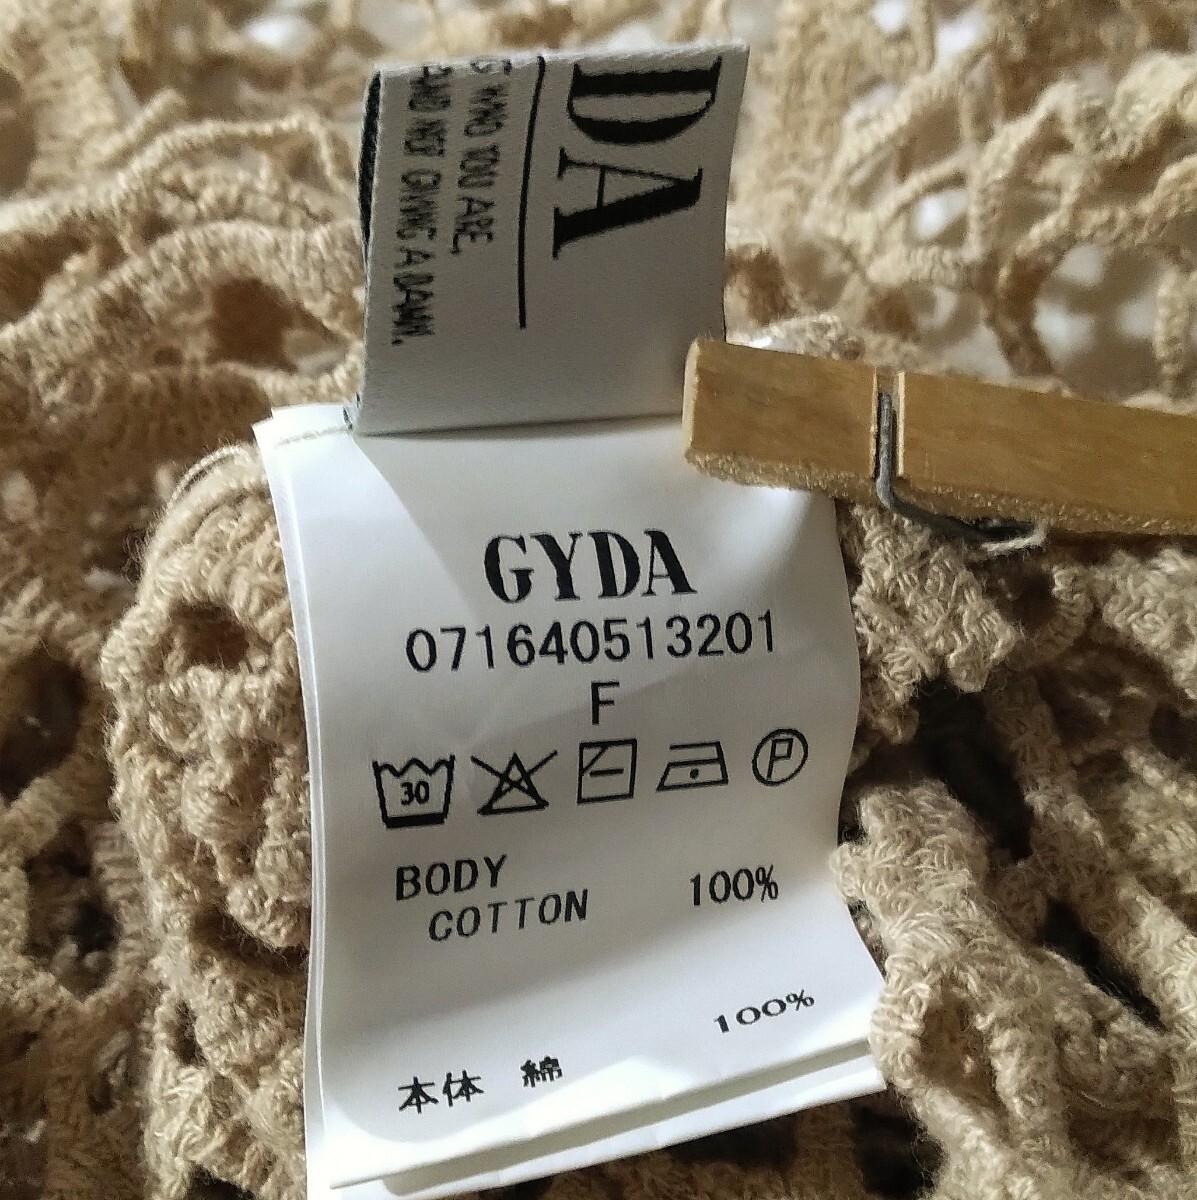 DA
G WHO YOU ARE,
AND NOT GIVING A DAMN.
GYDA
071640513201
F
30
P
BODY
COTTON 100%
本体 綿 100%